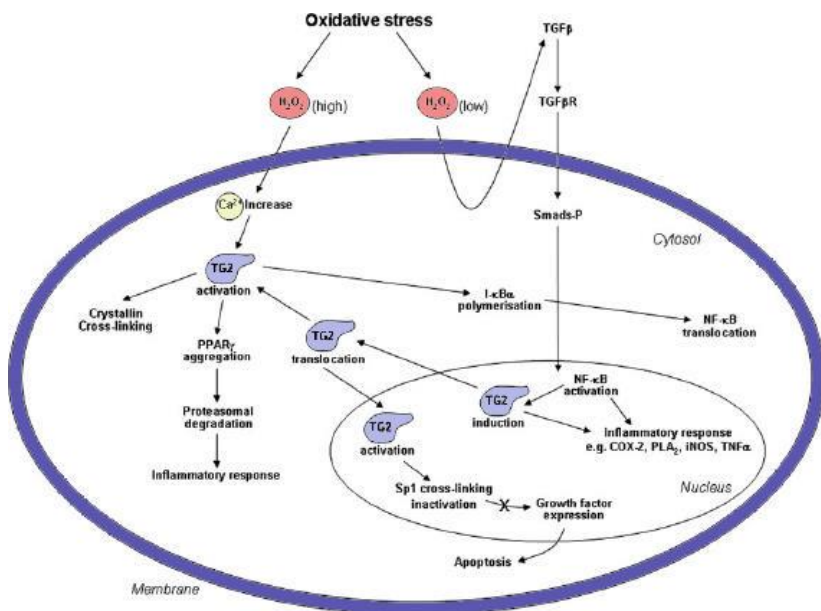 Oxidative stress
TGFβ
H₂O₂ (high)
H₂O₂ (low)
TGFβR
Ca²⁺ Increase
Smads-P
Cytosol
TG2
activation
Crystallin
Cross-linking
I-κBα
polymerisation
NF-κB
translocation
PPARγ
aggregation
TG2
translocation
Proteasomal
degradation
Inflammatory response
TG2
induction
NF-κB
activation
TG2
activation
Inflammatory response
e.g. COX-2, PLA₂, iNOS, TNFα
Sp1 cross-linking
inactivation
X
Growth factor
expression
Nucleus
Apoptosis
Membrane